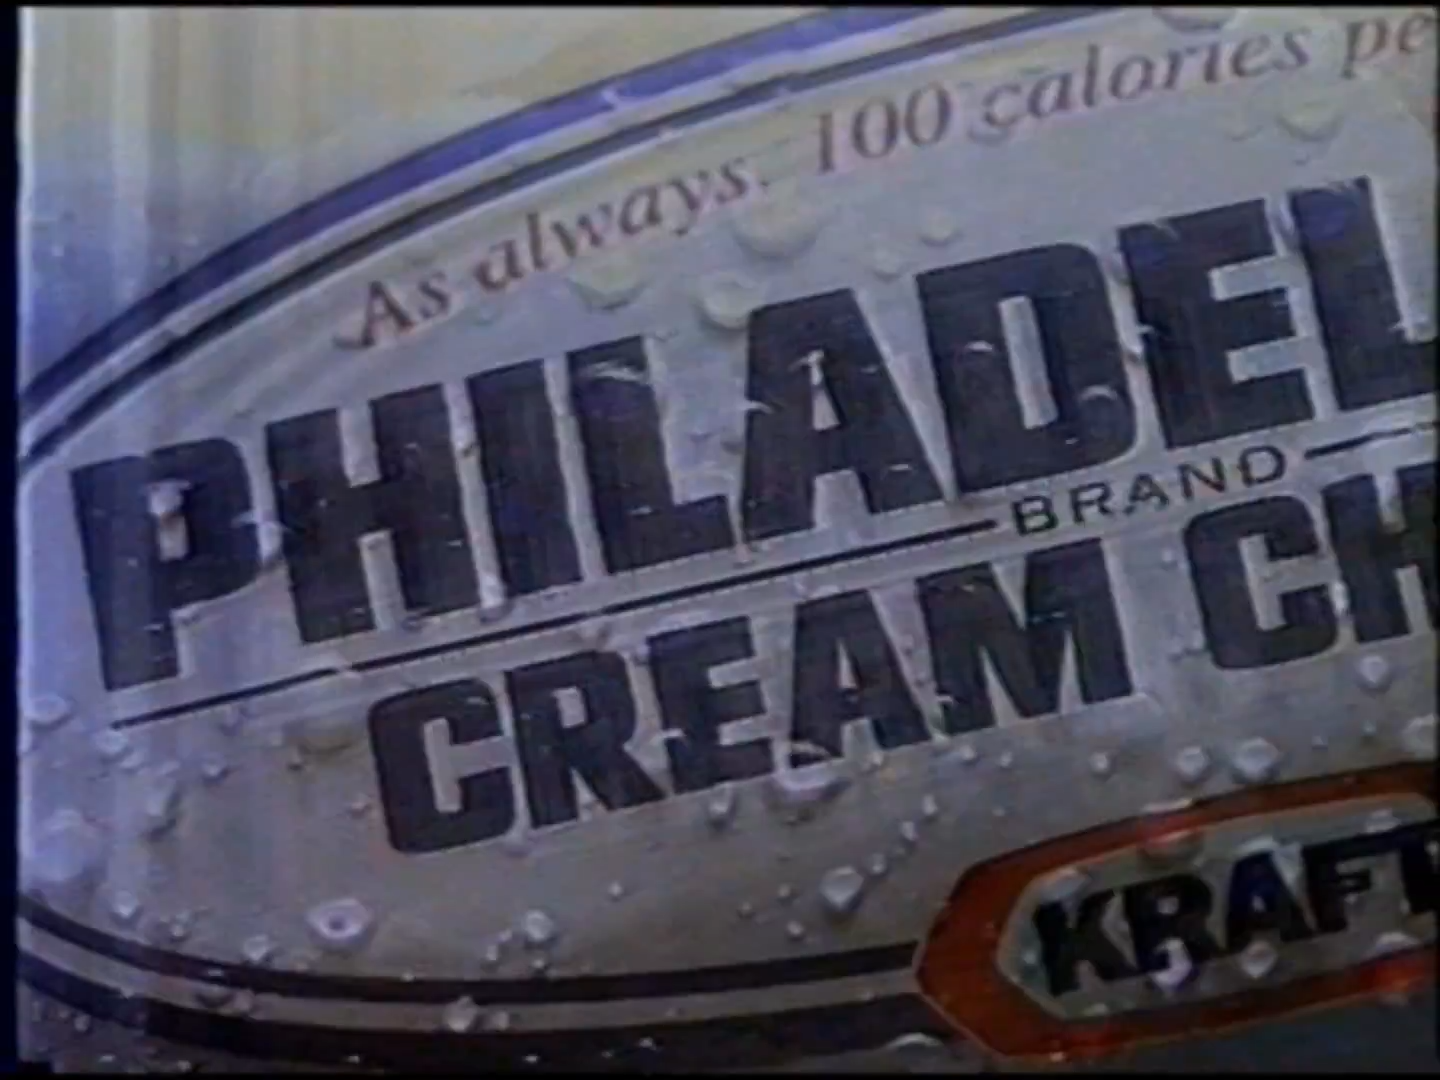 As always, 100 calories pe
PHILADEL
BRAND
CREAM CH
KRAFT